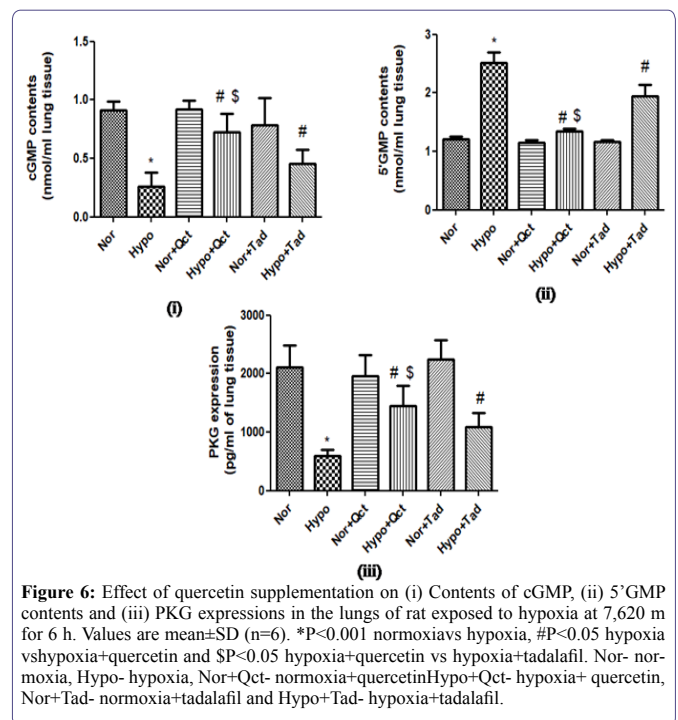 1.5
1.0
0.5
0.0
cGMP contents
(nmol/ml lung tissue)
*
# $
#
Nor
Hypo
Nor+Qct
Hypo+Qct
Nor+Tad
Hypo+Tad
(i)
3
2
1
0
5'GMP contents
(nmol/ml lung tissue)
*
# $
#
Nor
Hypo
Nor+Qct
Hypo+Qct
Nor+Tad
Hypo+Tad
(ii)
3000
2000
1000
0
PKG expression
(pg/ml of lung tissue)
*
# $
#
Nor
Hypo
Nor+Qct
Hypo+Qct
Nor+Tad
Hypo+Tad
(iii)
Figure 6: Effect of quercetin supplementation on (i) Contents of cGMP, (ii) 5’GMP
contents and (iii) PKG expressions in the lungs of rat exposed to hypoxia at 7,620 m
for 6 h. Values are mean±SD (n=6). *P<0.001 normoxiavs hypoxia, #P<0.05 hypoxia
vshypoxia+quercetin and $P<0.05 hypoxia+quercetin vs hypoxia+tadalafil. Nor- nor-
moxia, Hypo- hypoxia, Nor+Qct- normoxia+quercetinHypo+Qct- hypoxia+ quercetin,
Nor+Tad- normoxia+tadalafil and Hypo+Tad- hypoxia+tadalafil.